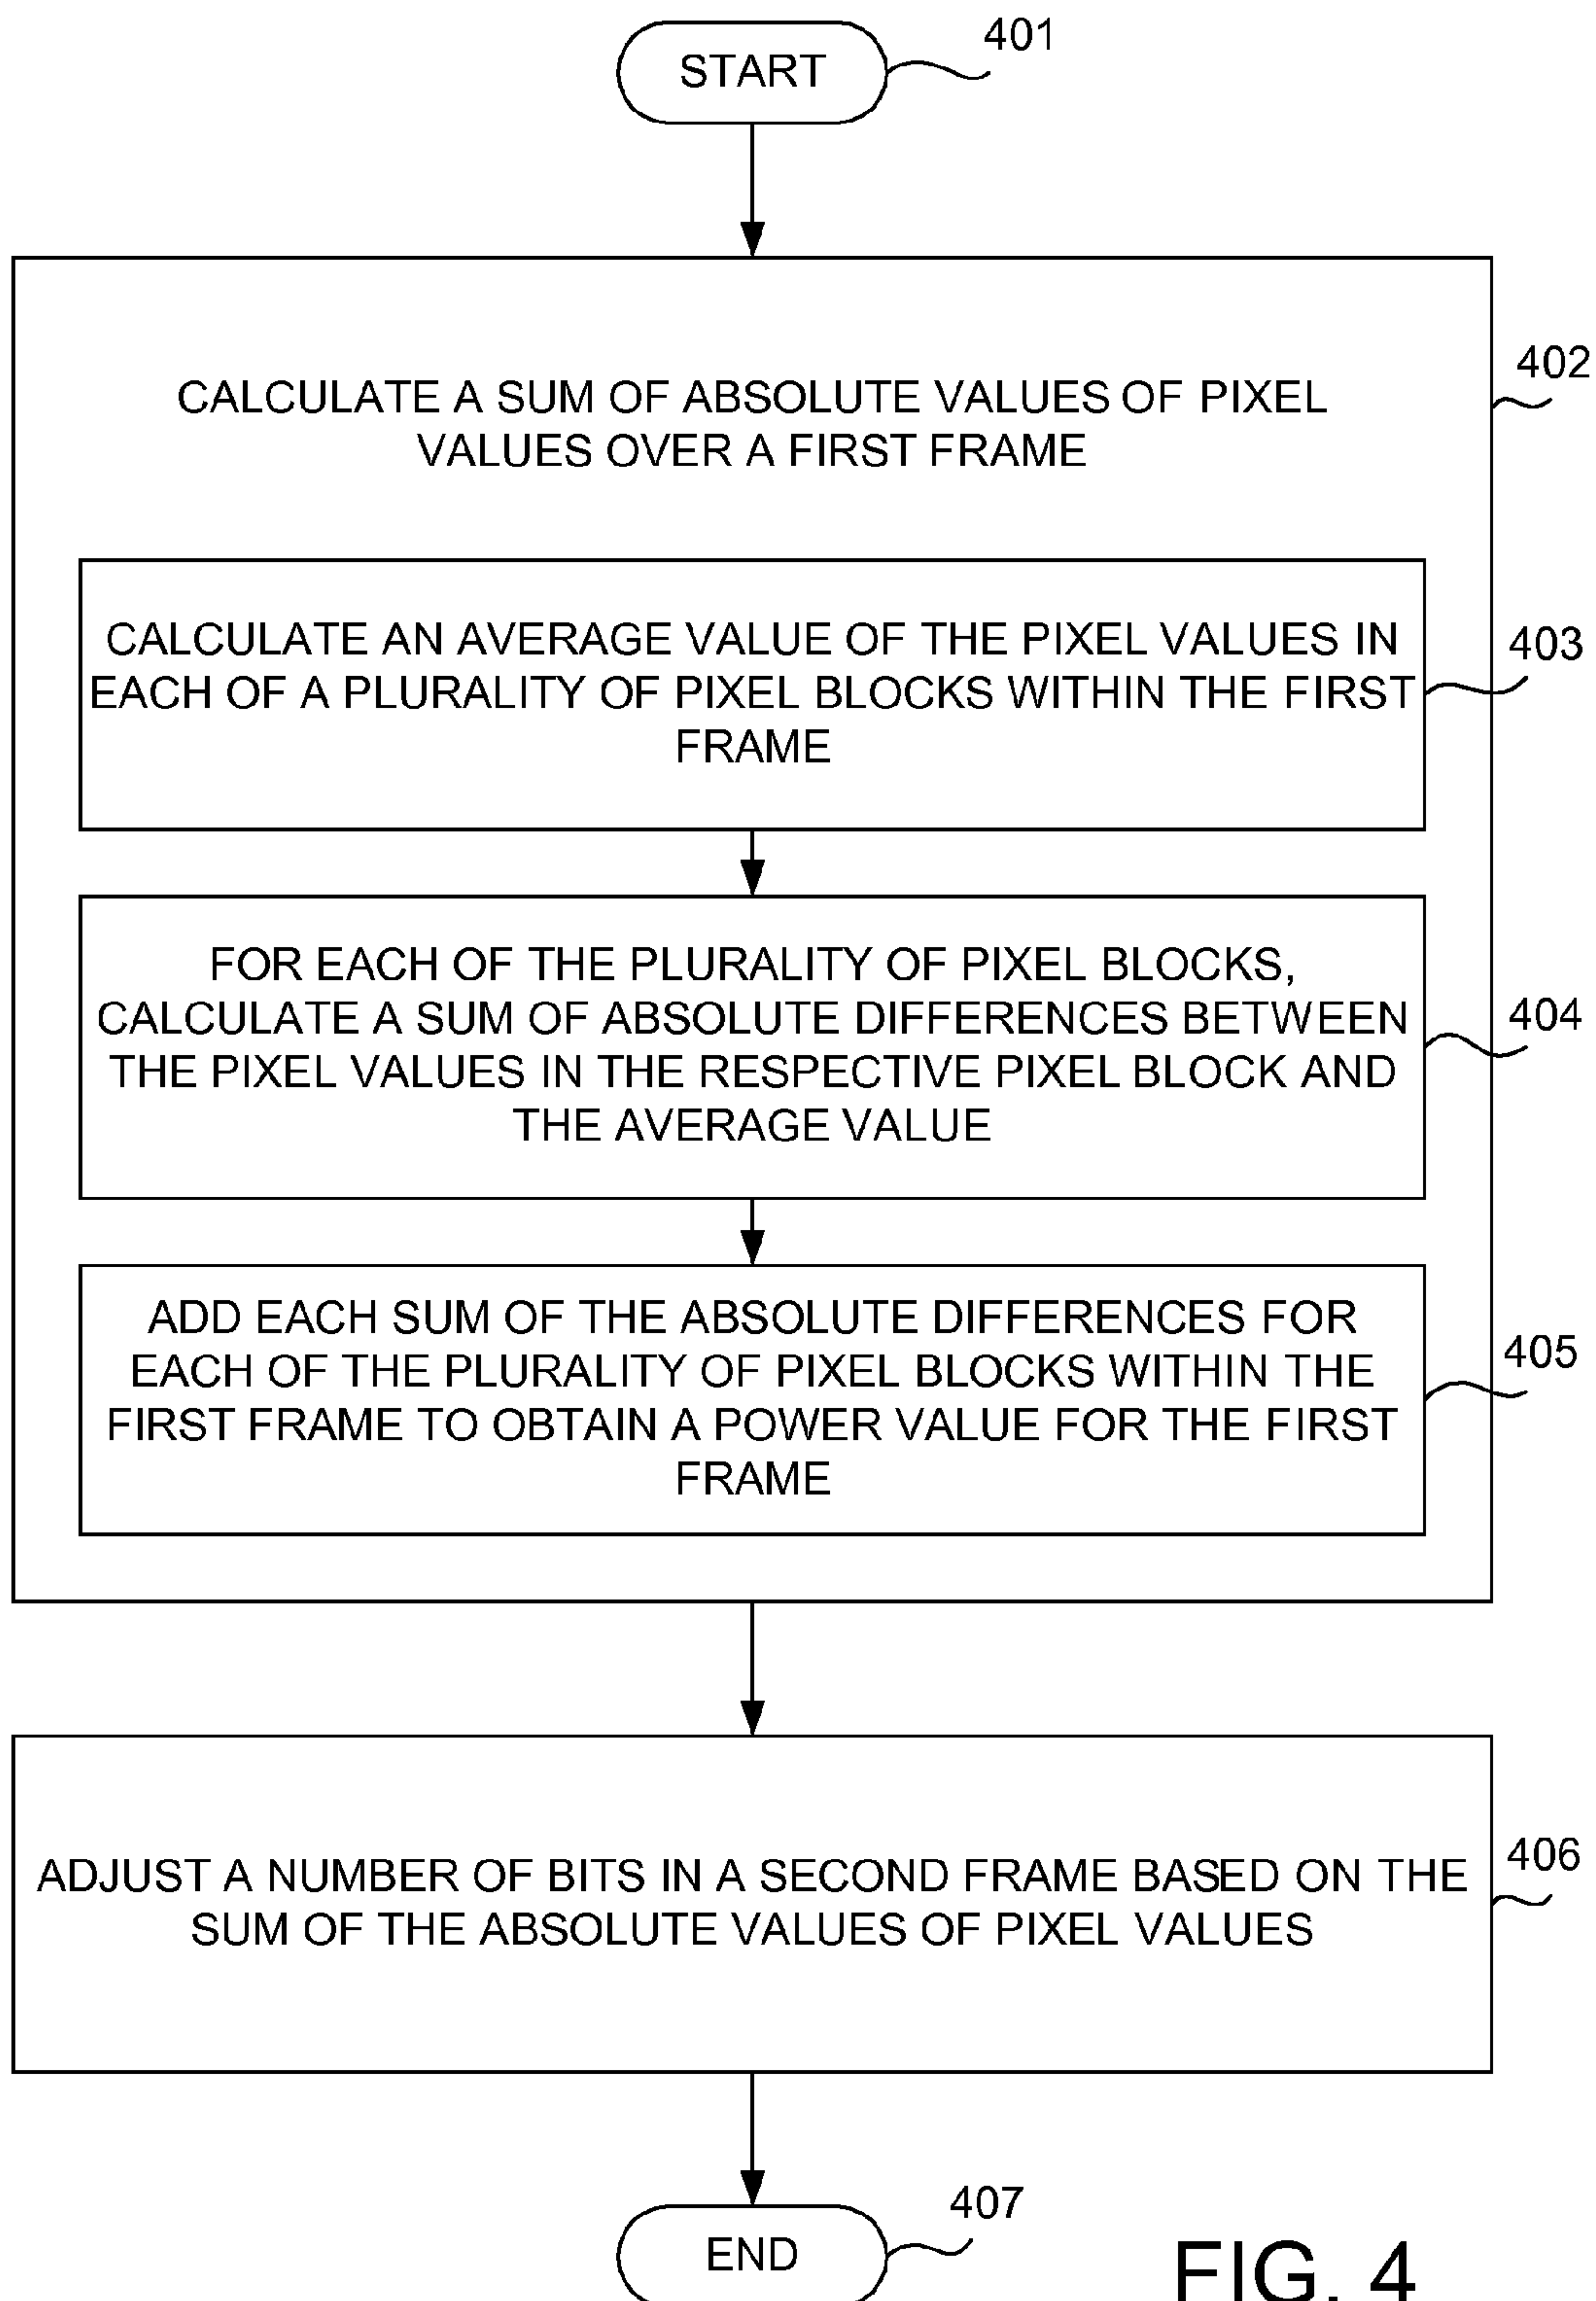 START
401
402
CALCULATE A SUM OF ABSOLUTE VALUES OF PIXEL
VALUES OVER A FIRST FRAME
CALCULATE AN AVERAGE VALUE OF THE PIXEL VALUES IN
EACH OF A PLURALITY OF PIXEL BLOCKS WITHIN THE FIRST
FRAME
403
FOR EACH OF THE PLURALITY OF PIXEL BLOCKS,
CALCULATE A SUM OF ABSOLUTE DIFFERENCES BETWEEN
THE PIXEL VALUES IN THE RESPECTIVE PIXEL BLOCK AND
THE AVERAGE VALUE
404
ADD EACH SUM OF THE ABSOLUTE DIFFERENCES FOR
EACH OF THE PLURALITY OF PIXEL BLOCKS WITHIN THE
FIRST FRAME TO OBTAIN A POWER VALUE FOR THE FIRST
FRAME
405
ADJUST A NUMBER OF BITS IN A SECOND FRAME BASED ON THE
SUM OF THE ABSOLUTE VALUES OF PIXEL VALUES
406
END
407
FIG. 4